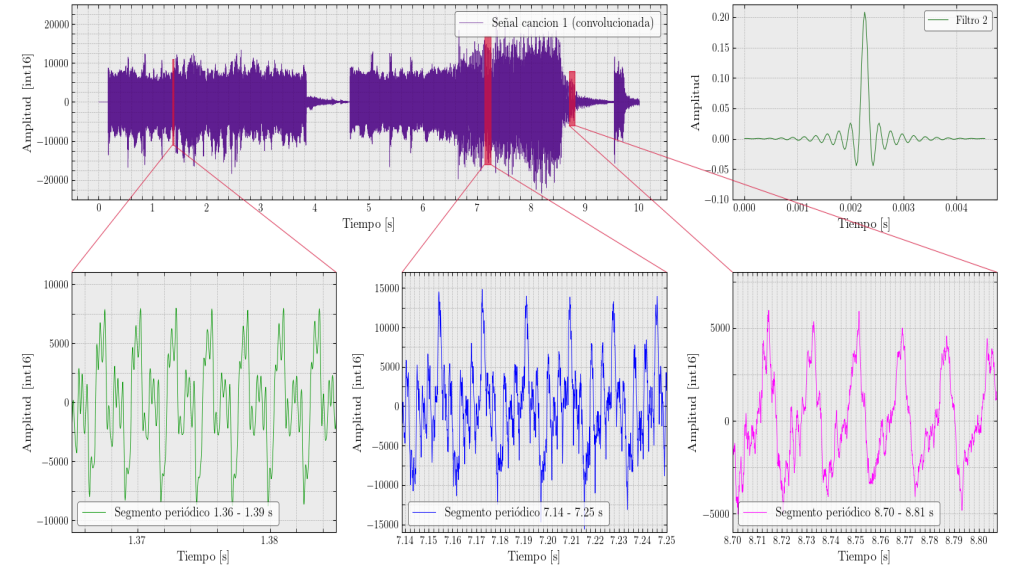 Señal cancion 1 (convolucionada)
Amplitud [int16]
20000
10000
0
−10000
−20000
0 1 2 3 4 5 6 7 8 9 10
Tiempo [s]
Filtro 2
Amplitud
0.20
0.15
0.10
0.05
0.00
−0.05
−0.10
0.000 0.001 0.002 0.003 0.004
Tiempo [s]
Amplitud [int16]
10000
5000
0
−5000
−10000
Segmento periódico 1.36 - 1.39 s
1.37 1.38
Tiempo [s]
Amplitud [int16]
15000
10000
5000
0
−5000
−10000
−15000
Segmento periódico 7.14 - 7.25 s
7.14 7.15 7.16 7.17 7.18 7.19 7.20 7.21 7.22 7.23 7.24 7.25
Tiempo [s]
Amplitud [int16]
5000
0
−5000
Segmento periódico 8.70 - 8.81 s
8.70 8.71 8.72 8.73 8.74 8.75 8.76 8.77 8.78 8.79 8.80
Tiempo [s]